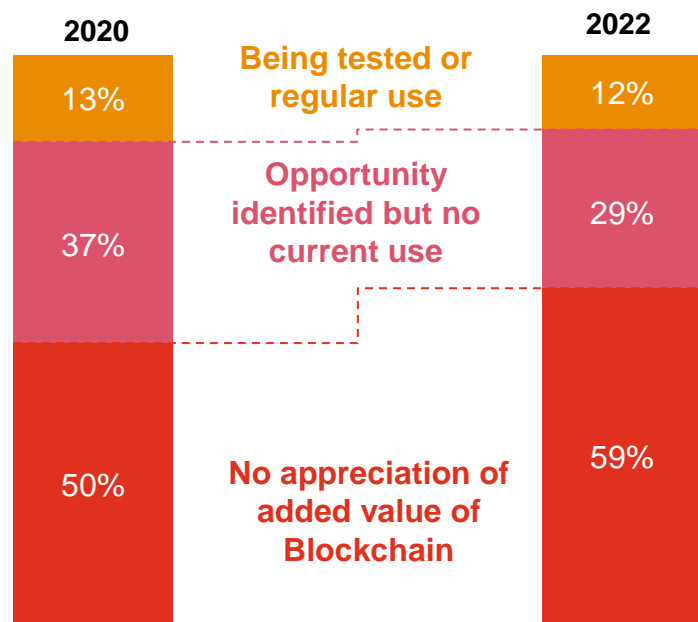 2020
2022
Being tested or
regular use
13%
12%
Opportunity
identified but no
current use
37%
29%
No appreciation of
added value of
Blockchain
50%
59%